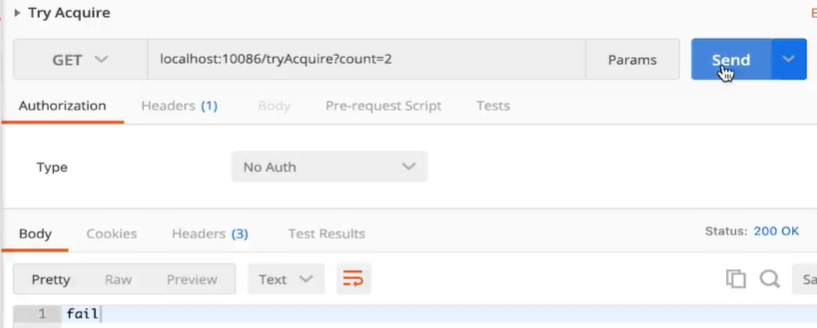 Try Acquire
GET localhost:10086/tryAcquire?count=2 Params Send
Authorization Headers (1) Body Pre-request Script Tests
Type No Auth
Body Cookies Headers (3) Test Results Status: 200 OK
Pretty Raw Preview Text Sa
1 fail